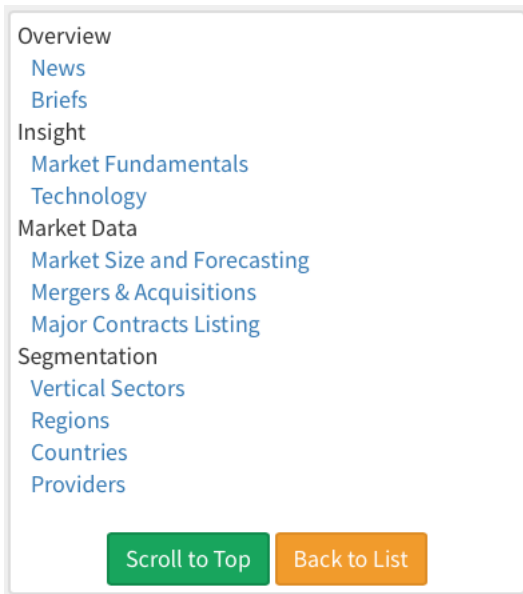 Overview
News
Briefs
Insight
Market Fundamentals
Technology
Market Data
Market Size and Forecasting
Mergers & Acquisitions
Major Contracts Listing
Segmentation
Vertical Sectors
Regions
Countries
Providers
Scroll to Top Back to List